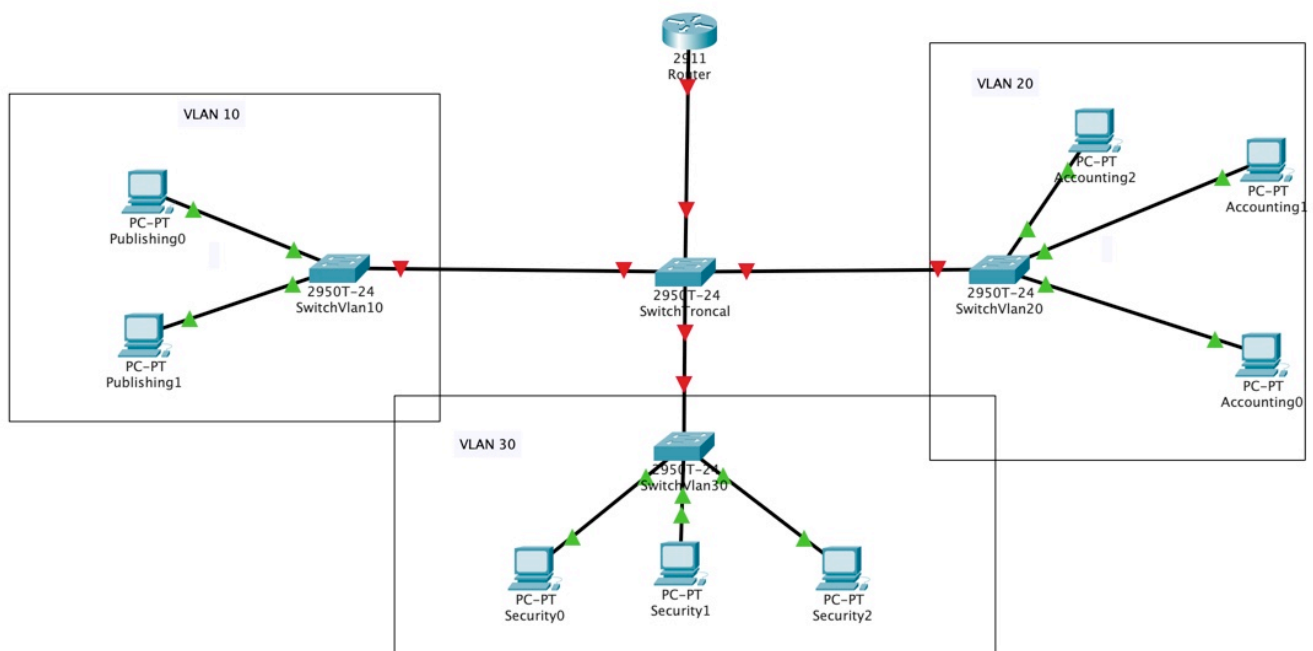 2911
Router
VLAN 10
VLAN 20
PC-PT
Accounting2
PC-PT
Accounting1
PC-PT
Publishing0
2950T-24
SwitchVlan10
2950T-24
SwitchTroncal
2950T-24
SwitchVlan20
PC-PT
Publishing1
PC-PT
Accounting0
VLAN 30
2950T-24
SwitchVlan30
PC-PT
Security0
PC-PT
Security1
PC-PT
Security2